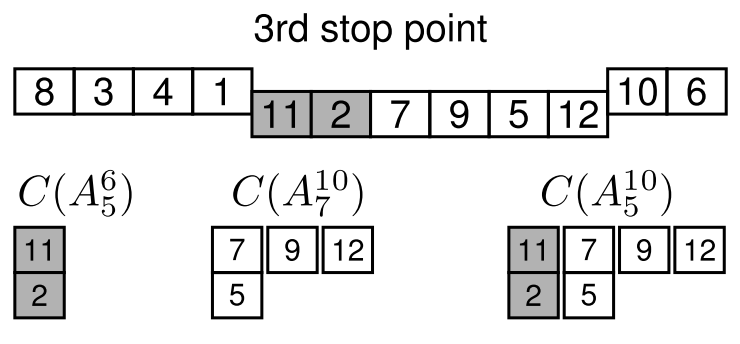 3rd stop point
8 3 4 1 11 2 7 9 5 12 10 6
C(A_5^6) C(A_7^{10}) C(A_5^{10})
11 7 9 12 11 7 9 12
2 5 2 5